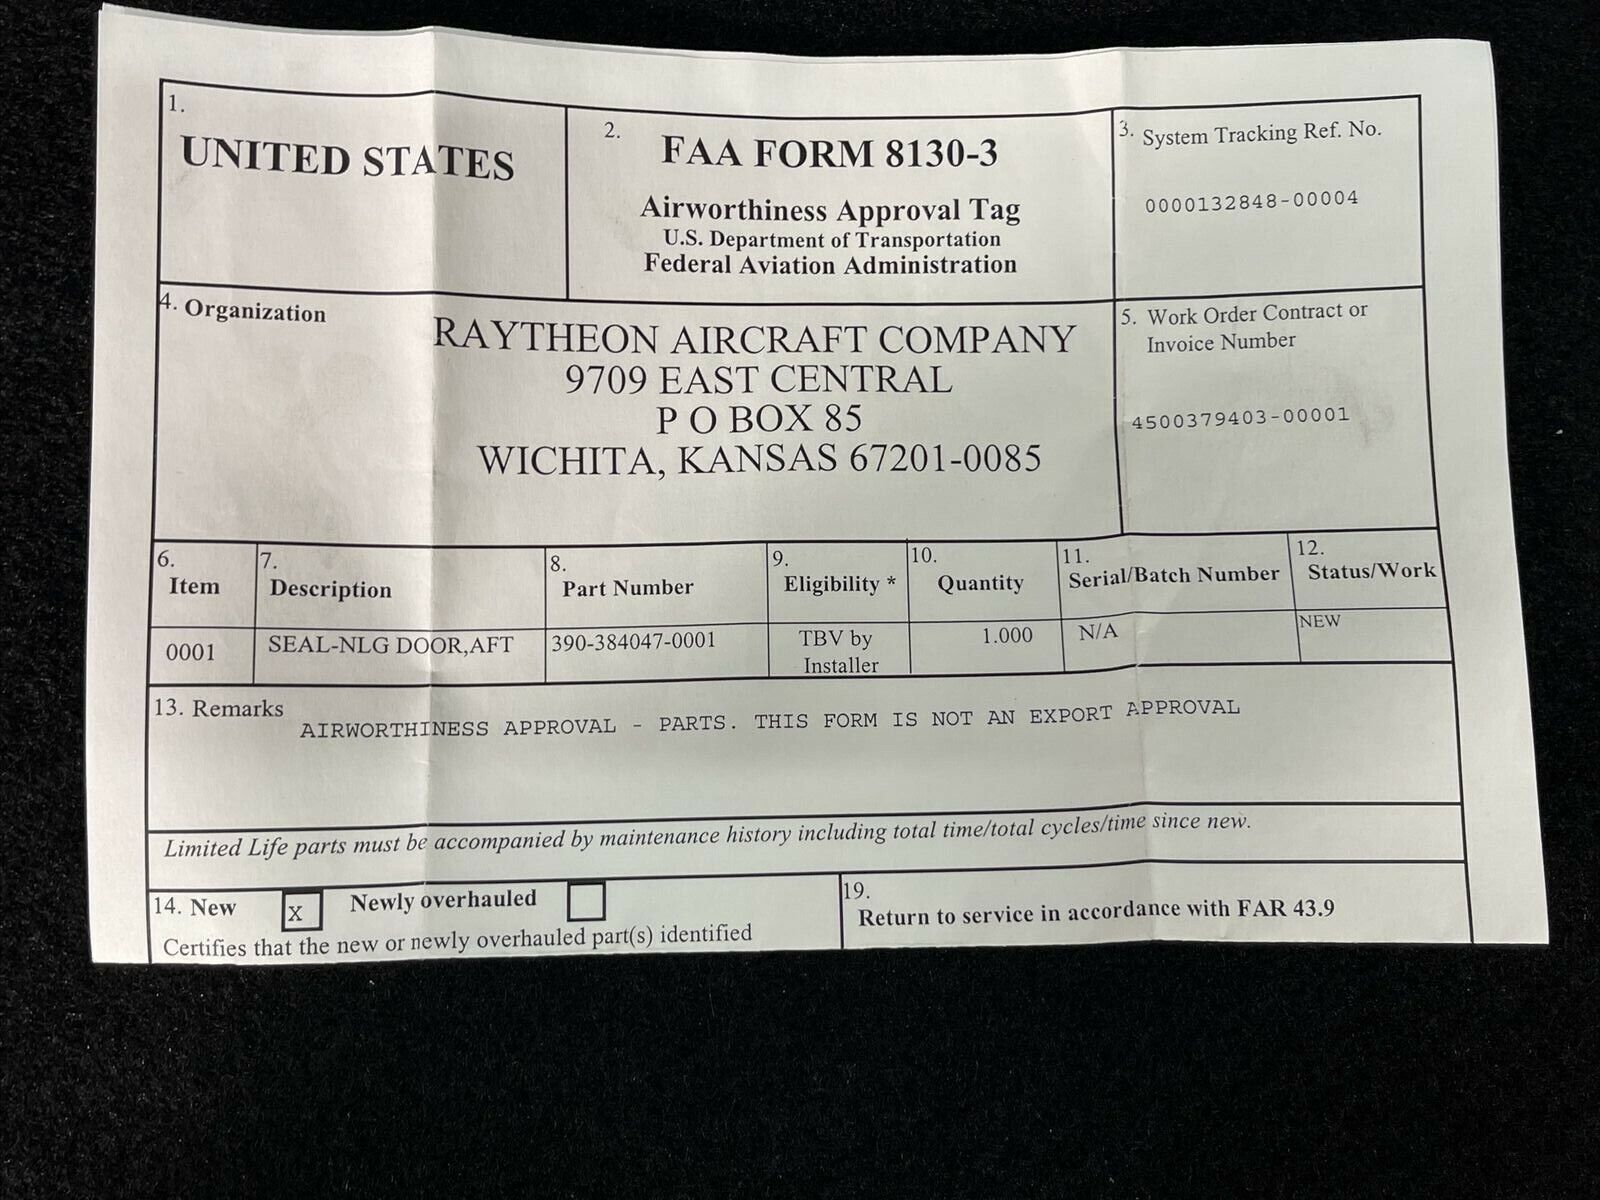 1.
UNITED STATES
2.
FAA FORM 8130-3
Airworthiness Approval Tag
U.S. Department of Transportation
Federal Aviation Administration
3. System Tracking Ref. No.
0000132848-00004
4. Organization
RAYTHEON AIRCRAFT COMPANY
9709 EAST CENTRAL
P O BOX 85
WICHITA, KANSAS 67201-0085
5. Work Order Contract or
Invoice Number
4500379403-00001
6.
Item
7.
Description
8.
Part Number
9.
Eligibility *
10.
Quantity
11.
Serial/Batch Number
12.
Status/Work
0001
SEAL-NLG DOOR,AFT
390-384047-0001
TBV by
Installer
1.000
N/A
NEW
13. Remarks
AIRWORTHINESS APPROVAL - PARTS. THIS FORM IS NOT AN EXPORT APPROVAL
Limited Life parts must be accompanied by maintenance history including total time/total cycles/time since new.
14. New X Newly overhauled
Certifies that the new or newly overhauled part(s) identified
19.
Return to service in accordance with FAR 43.9